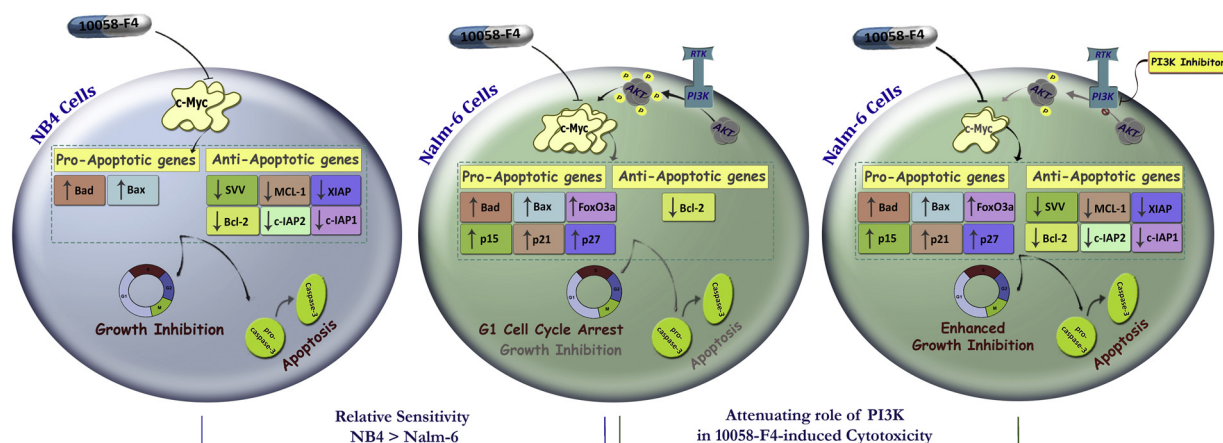 10058-F4
NB4 Cells
c-Myc
Pro-Apoptotic genes
Anti-Apoptotic genes
↑ Bad
↑ Bax
↓ SVV
↓ MCL-1
↓ XIAP
↓ Bcl-2
↓ c-IAP2
↓ c-IAP1
G1
S
G2
M
Growth Inhibition
pro-
caspase-3
Caspase-3
Apoptosis
10058-F4
Nalm-6 Cells
RTK
PI3K
AKT
AKT
P
P
P
P
c-Myc
Pro-Apoptotic genes
Anti-Apoptotic genes
↑ Bad
↑ Bax
↑ FoxO3a
↓ Bcl-2
↑ p15
↑ p21
↑ p27
G1
G2
M
G1 Cell Cycle Arrest
Growth Inhibition
pro-
caspase-3
Caspase-3
Apoptosis
10058-F4
Nalm-6 Cells
RTK
PI3K
PI3K Inhibitor
AKT
AKT
P
P
P
c-Myc
Pro-Apoptotic genes
Anti-Apoptotic genes
↑ Bad
↑ Bax
↑ FoxO3a
↓ SVV
↓ MCL-1
↓ XIAP
↑ p15
↑ p21
↑ p27
↓ Bcl-2
↓ c-IAP2
↓ c-IAP1
G1
G2
M
Enhanced
Growth Inhibition
pro-
caspase-3
Caspase-3
Apoptosis
Relative Sensitivity
NB4 > Nalm-6
Attenuating role of PI3K
in 10058-F4-induced Cytotoxicity